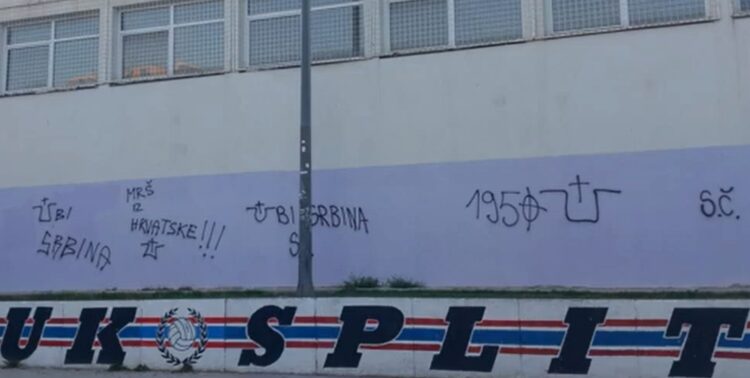 UBI
SRBINA
MRŠ
IZ
HRVATSKE!!!
U
UBI SRBINA
S.
1950 U
S.Č.
UK SPLIT